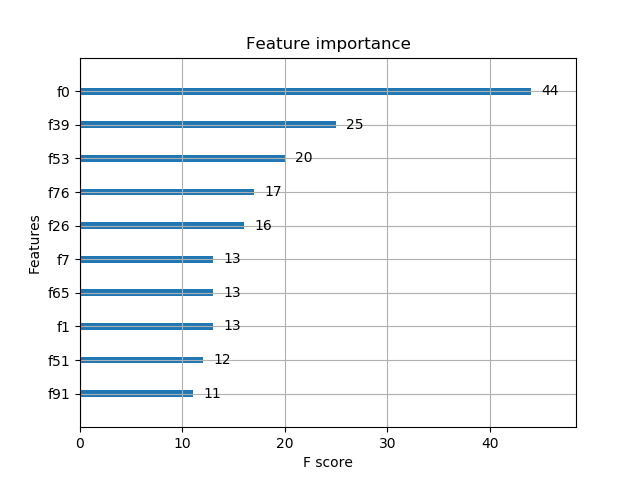 Feature importance
f0 44
f39 25
f53 20
f76 17
f26 16
f7 13
f65 13
f1 13
f51 12
f91 11
Features
0 10 20 30 40
F score